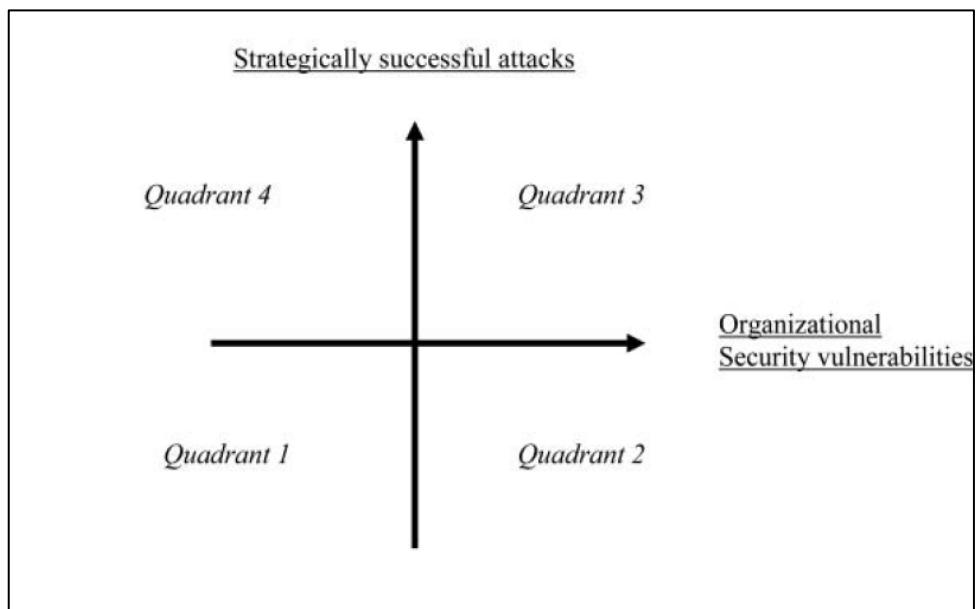 Strategically successful attacks
Quadrant 4
Quadrant 3
Organizational
Security vulnerabilities
Quadrant 1
Quadrant 2